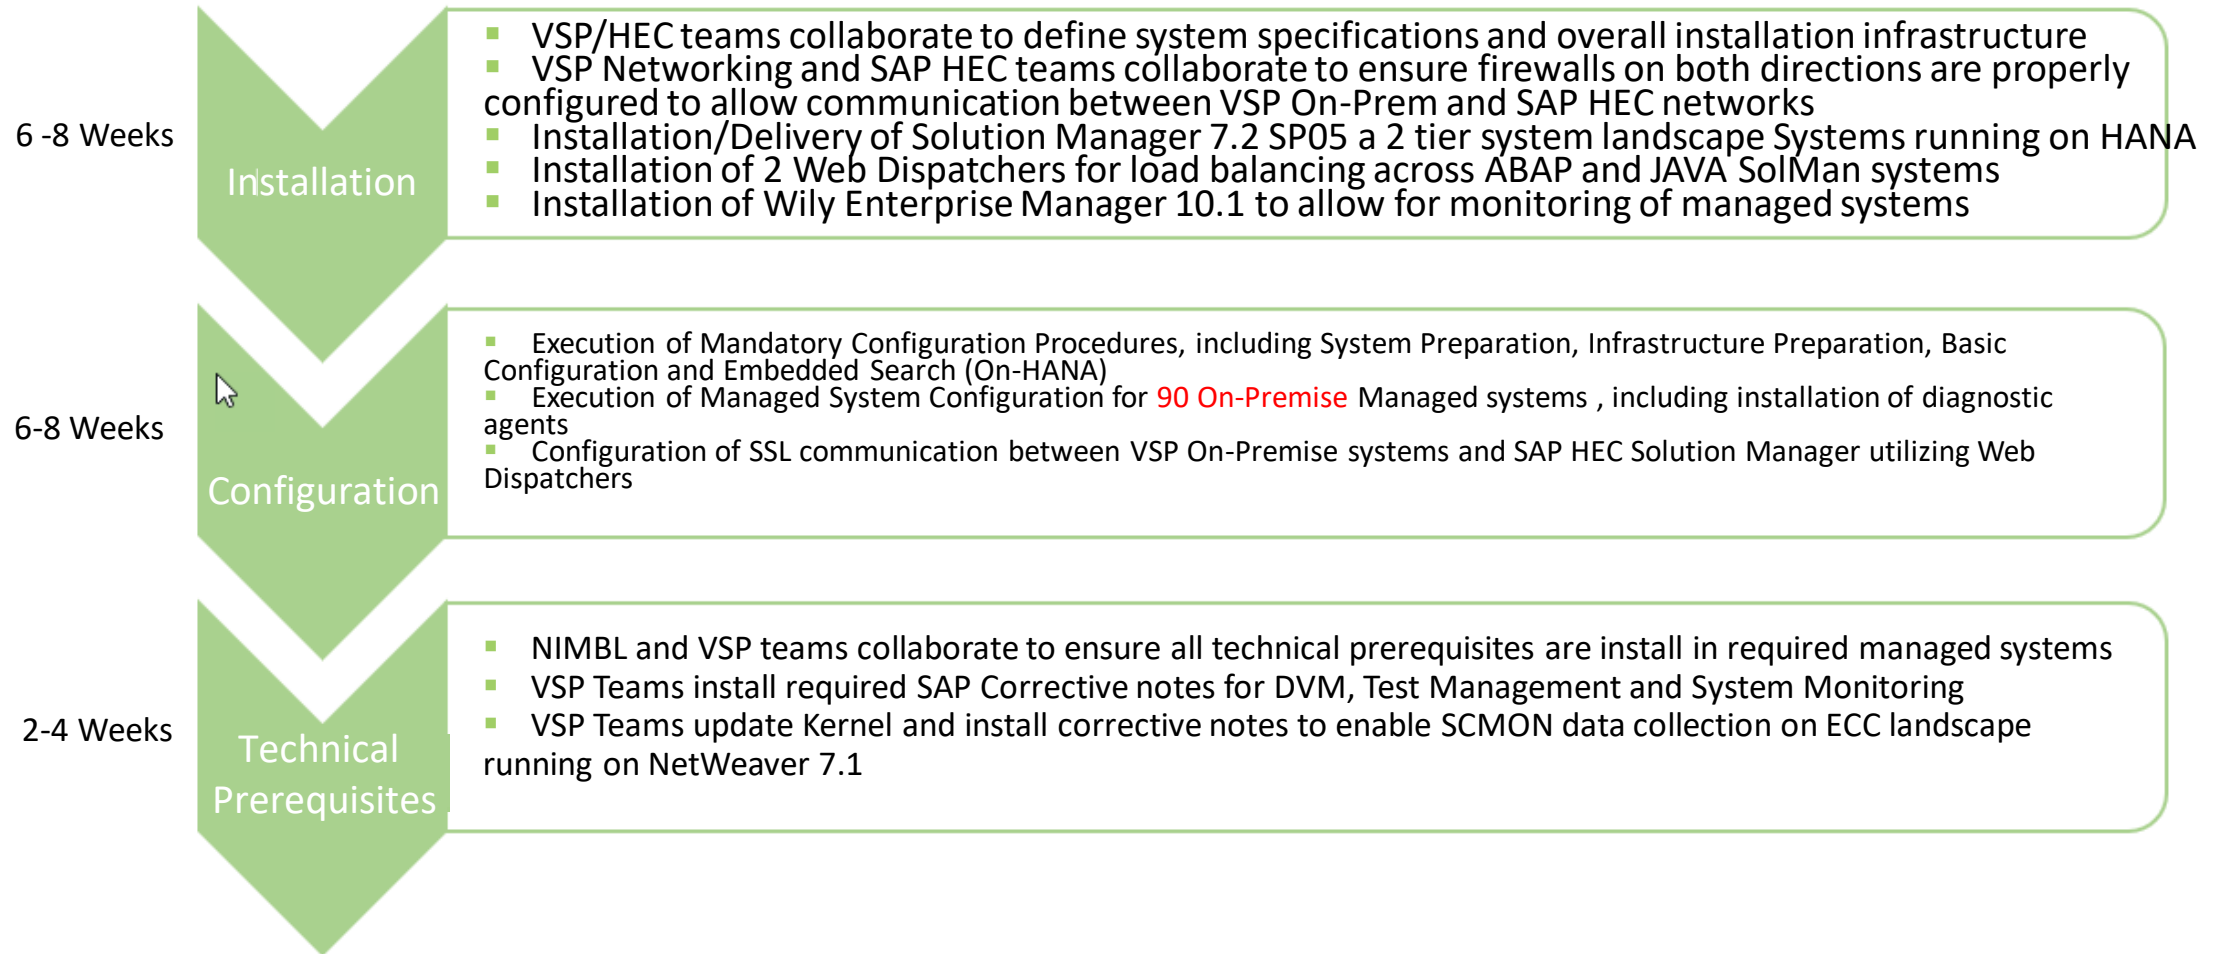 6 -8 Weeks
Installation
▪ VSP/HEC teams collaborate to define system specifications and overall installation infrastructure
▪ VSP Networking and SAP HEC teams collaborate to ensure firewalls on both directions are properly
configured to allow communication between VSP On-Prem and SAP HEC networks
▪ Installation/Delivery of Solution Manager 7.2 SP05 a 2 tier system landscape Systems running on HANA
▪ Installation of 2 Web Dispatchers for load balancing across ABAP and JAVA SolMan systems
▪ Installation of Wily Enterprise Manager 10.1 to allow for monitoring of managed systems
6-8 Weeks
Configuration
▪ Execution of Mandatory Configuration Procedures, including System Preparation, Infrastructure Preparation, Basic
Configuration and Embedded Search (On-HANA)
▪ Execution of Managed System Configuration for 90 On-Premise Managed systems , including installation of diagnostic
agents
▪ Configuration of SSL communication between VSP On-Premise systems and SAP HEC Solution Manager utilizing Web
Dispatchers
2-4 Weeks
Technical
Prerequisites
▪ NIMBL and VSP teams collaborate to ensure all technical prerequisites are install in required managed systems
▪ VSP Teams install required SAP Corrective notes for DVM, Test Management and System Monitoring
▪ VSP Teams update Kernel and install corrective notes to enable SCMON data collection on ECC landscape
running on NetWeaver 7.1